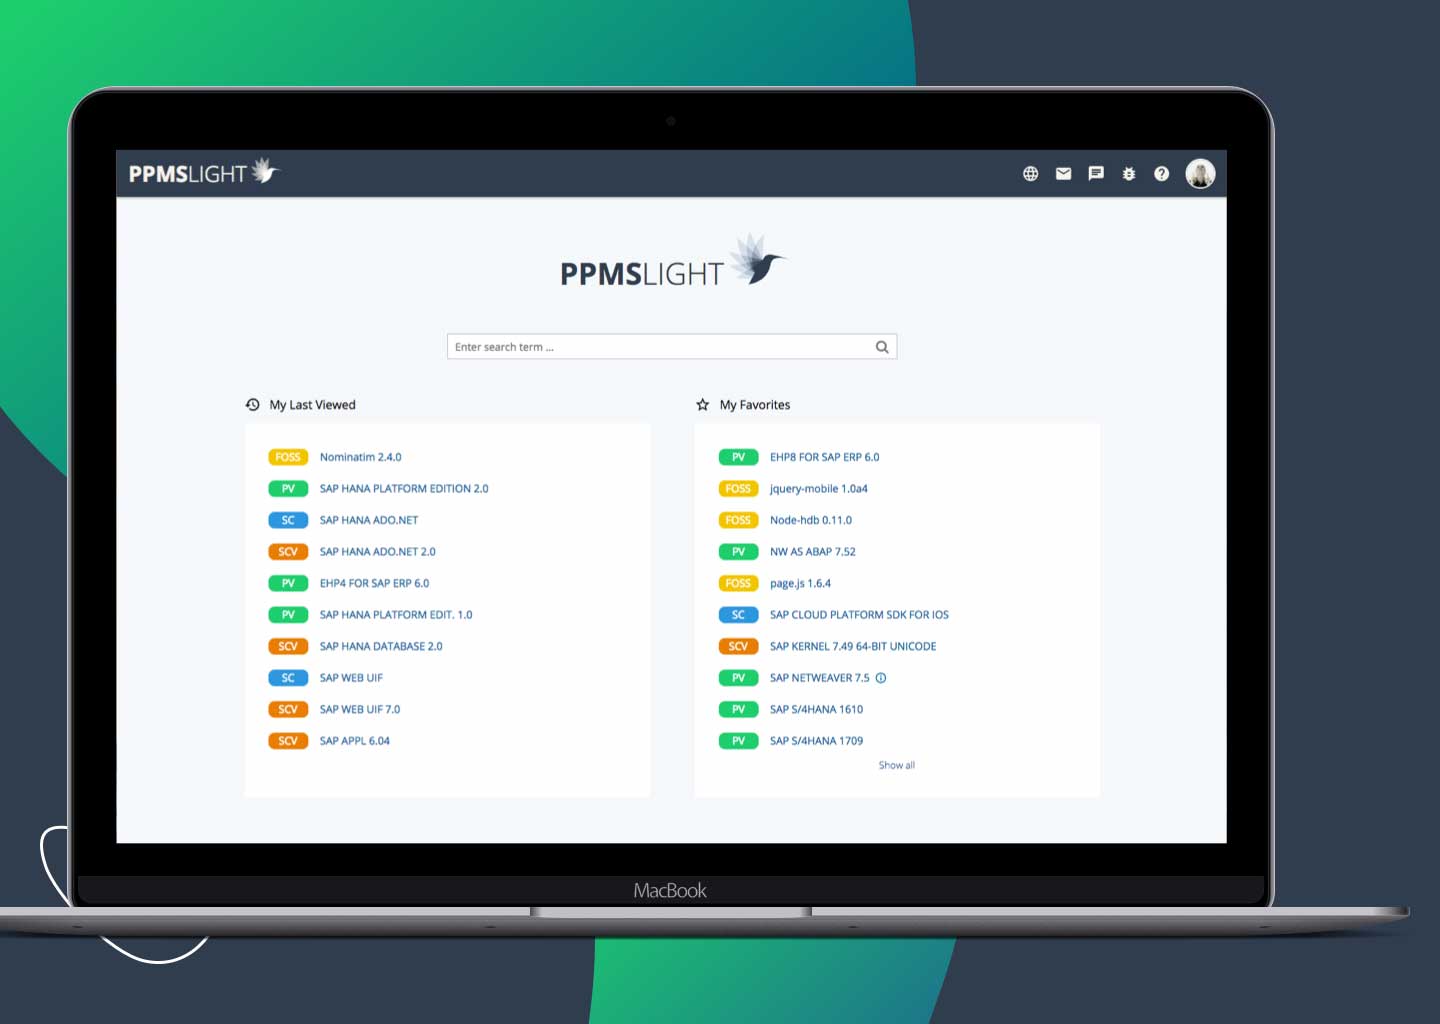 PPMSLIGHT
PPMSLIGHT
Enter search term ...
My Last Viewed
FOSS Nominatim 2.4.0
PV SAP HANA PLATFORM EDITION 2.0
SC SAP HANA ADO.NET
SCV SAP HANA ADO.NET 2.0
PV EHP4 FOR SAP ERP 6.0
PV SAP HANA PLATFORM EDIT. 1.0
SCV SAP HANA DATABASE 2.0
SC SAP WEB UIF
SCV SAP WEB UIF 7.0
SCV SAP APPL 6.04
My Favorites
PV EHP8 FOR SAP ERP 6.0
FOSS jquery-mobile 1.0a4
FOSS Node-hdb 0.11.0
PV NW AS ABAP 7.52
FOSS page.js 1.6.4
SC SAP CLOUD PLATFORM SDK FOR IOS
SCV SAP KERNEL 7.49 64-BIT UNICODE
PV SAP NETWEAVER 7.5
PV SAP S/4HANA 1610
PV SAP S/4HANA 1709
Show all
MacBook